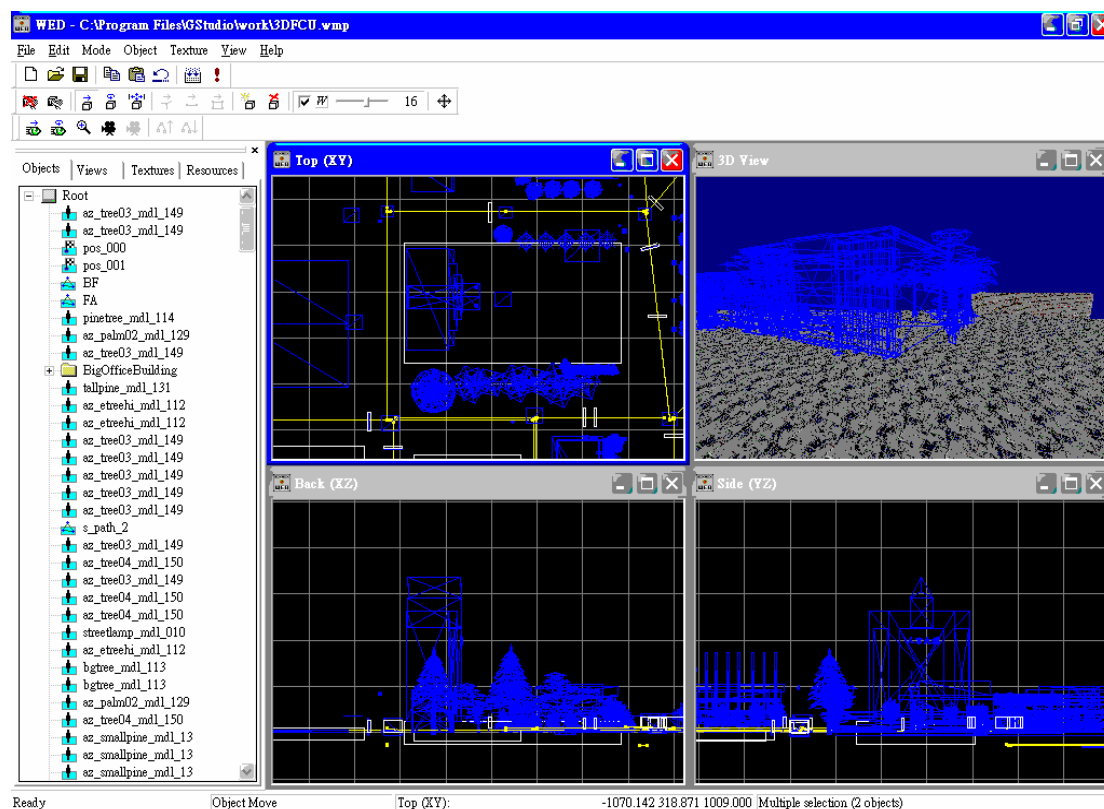 WED - C:\Program Files\GStudio\work\3DFCU.wmp
File Edit Mode Object Texture View Help
W 16
Objects Views Textures Resources
Root
az_tree03_mdl_149
az_tree03_mdl_149
pos_000
pos_001
BF
FA
pinetree_mdl_114
az_palm02_mdl_129
az_tree03_mdl_149
BigOfficeBuilding
tallpine_mdl_131
az_etreehi_mdl_112
az_etreehi_mdl_112
az_tree03_mdl_149
az_tree03_mdl_149
az_tree03_mdl_149
az_tree03_mdl_149
az_tree03_mdl_149
s_path_2
az_tree03_mdl_149
az_tree04_mdl_150
az_tree03_mdl_149
az_tree04_mdl_150
az_tree04_mdl_150
streetlamp_mdl_010
az_etreehi_mdl_112
bgtree_mdl_113
bgtree_mdl_113
az_palm02_mdl_129
az_tree04_mdl_150
az_smallpine_mdl_13
az_smallpine_mdl_13
az_smallpine_mdl_13
Top (XY)
3D View
Back (XZ)
Side (YZ)
Ready Object Move Top (XY): -1070.142 318.871 1009.000 Multiple selection (2 objects)